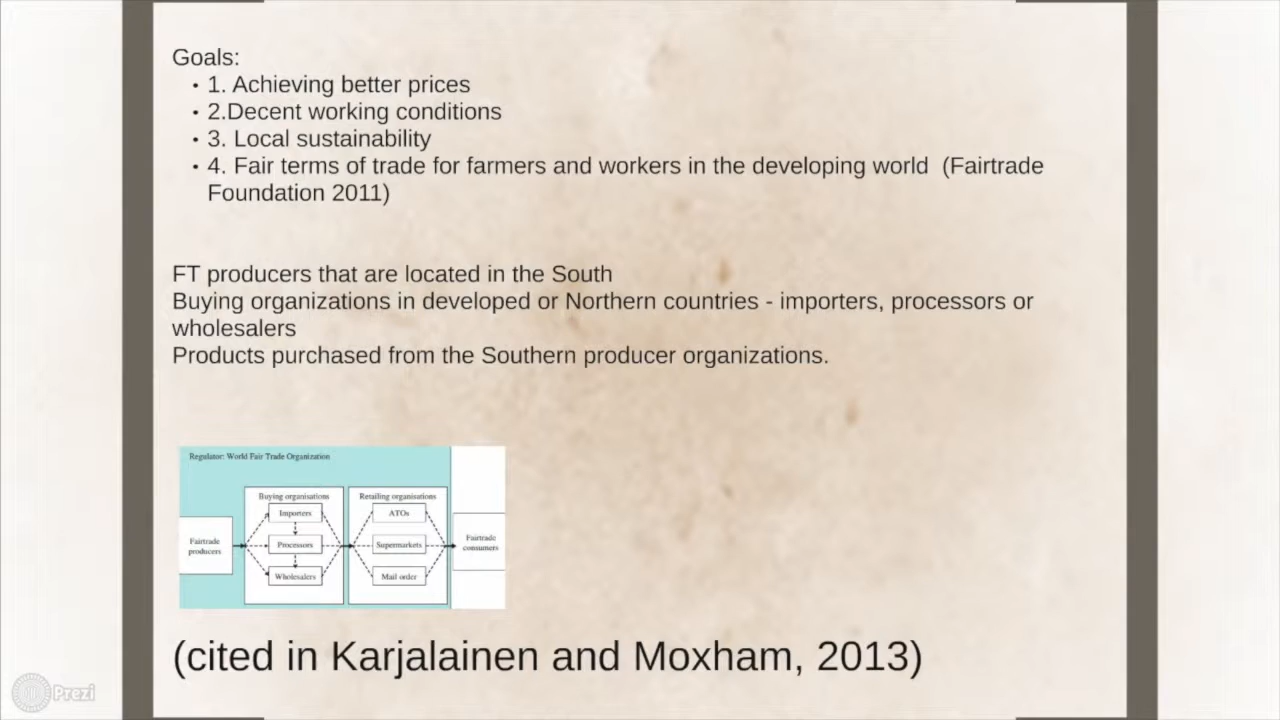 Goals:
• 1. Achieving better prices
• 2.Decent working conditions
• 3. Local sustainability
• 4. Fair terms of trade for farmers and workers in the developing world (Fairtrade
Foundation 2011)
FT producers that are located in the South
Buying organizations in developed or Northern countries - importers, processors or
wholesalers
Products purchased from the Southern producer organizations.
Regulator: World Fair Trade Organization
Buying organisations
Retailing organisations
Importers
ATOs
Fairtrade
producers
Processors
Supermarkets
Fairtrade
consumers
Wholesalers
Mail order
(cited in Karjalainen and Moxham, 2013)
Prezi